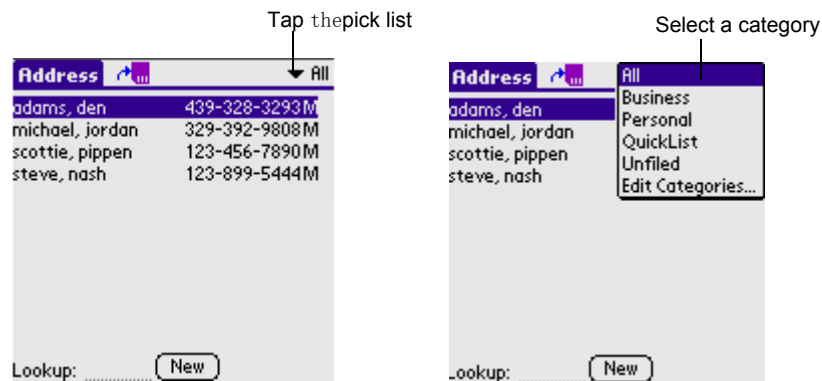 Tap thepick list
Address All
adams, den 439-328-3293M
michael, jordan 329-392-9808M
scottie, pippen 123-456-7890M
steve, nash 123-899-5444M
Lookup: New
Select a category
Address All
Business
Personal
QuickList
Unfiled
Edit Categories...
adams, den
michael, jordan
scottie, pippen
steve, nash
Lookup: New